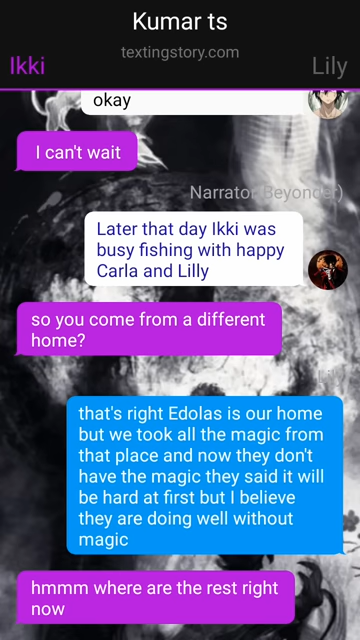 Kumar ts
textingstory.com
Ikki
Lily
okay
I can't wait
Narrator(Beyonder)
Later that day Ikki was
busy fishing with happy
Carla and Lilly
so you come from a different
home?
Lily
that's right Edolas is our home
but we took all the magic from
that place and now they don't
have the magic they said it will
be hard at first but I believe
they are doing well without
magic
hmmm where are the rest right
now